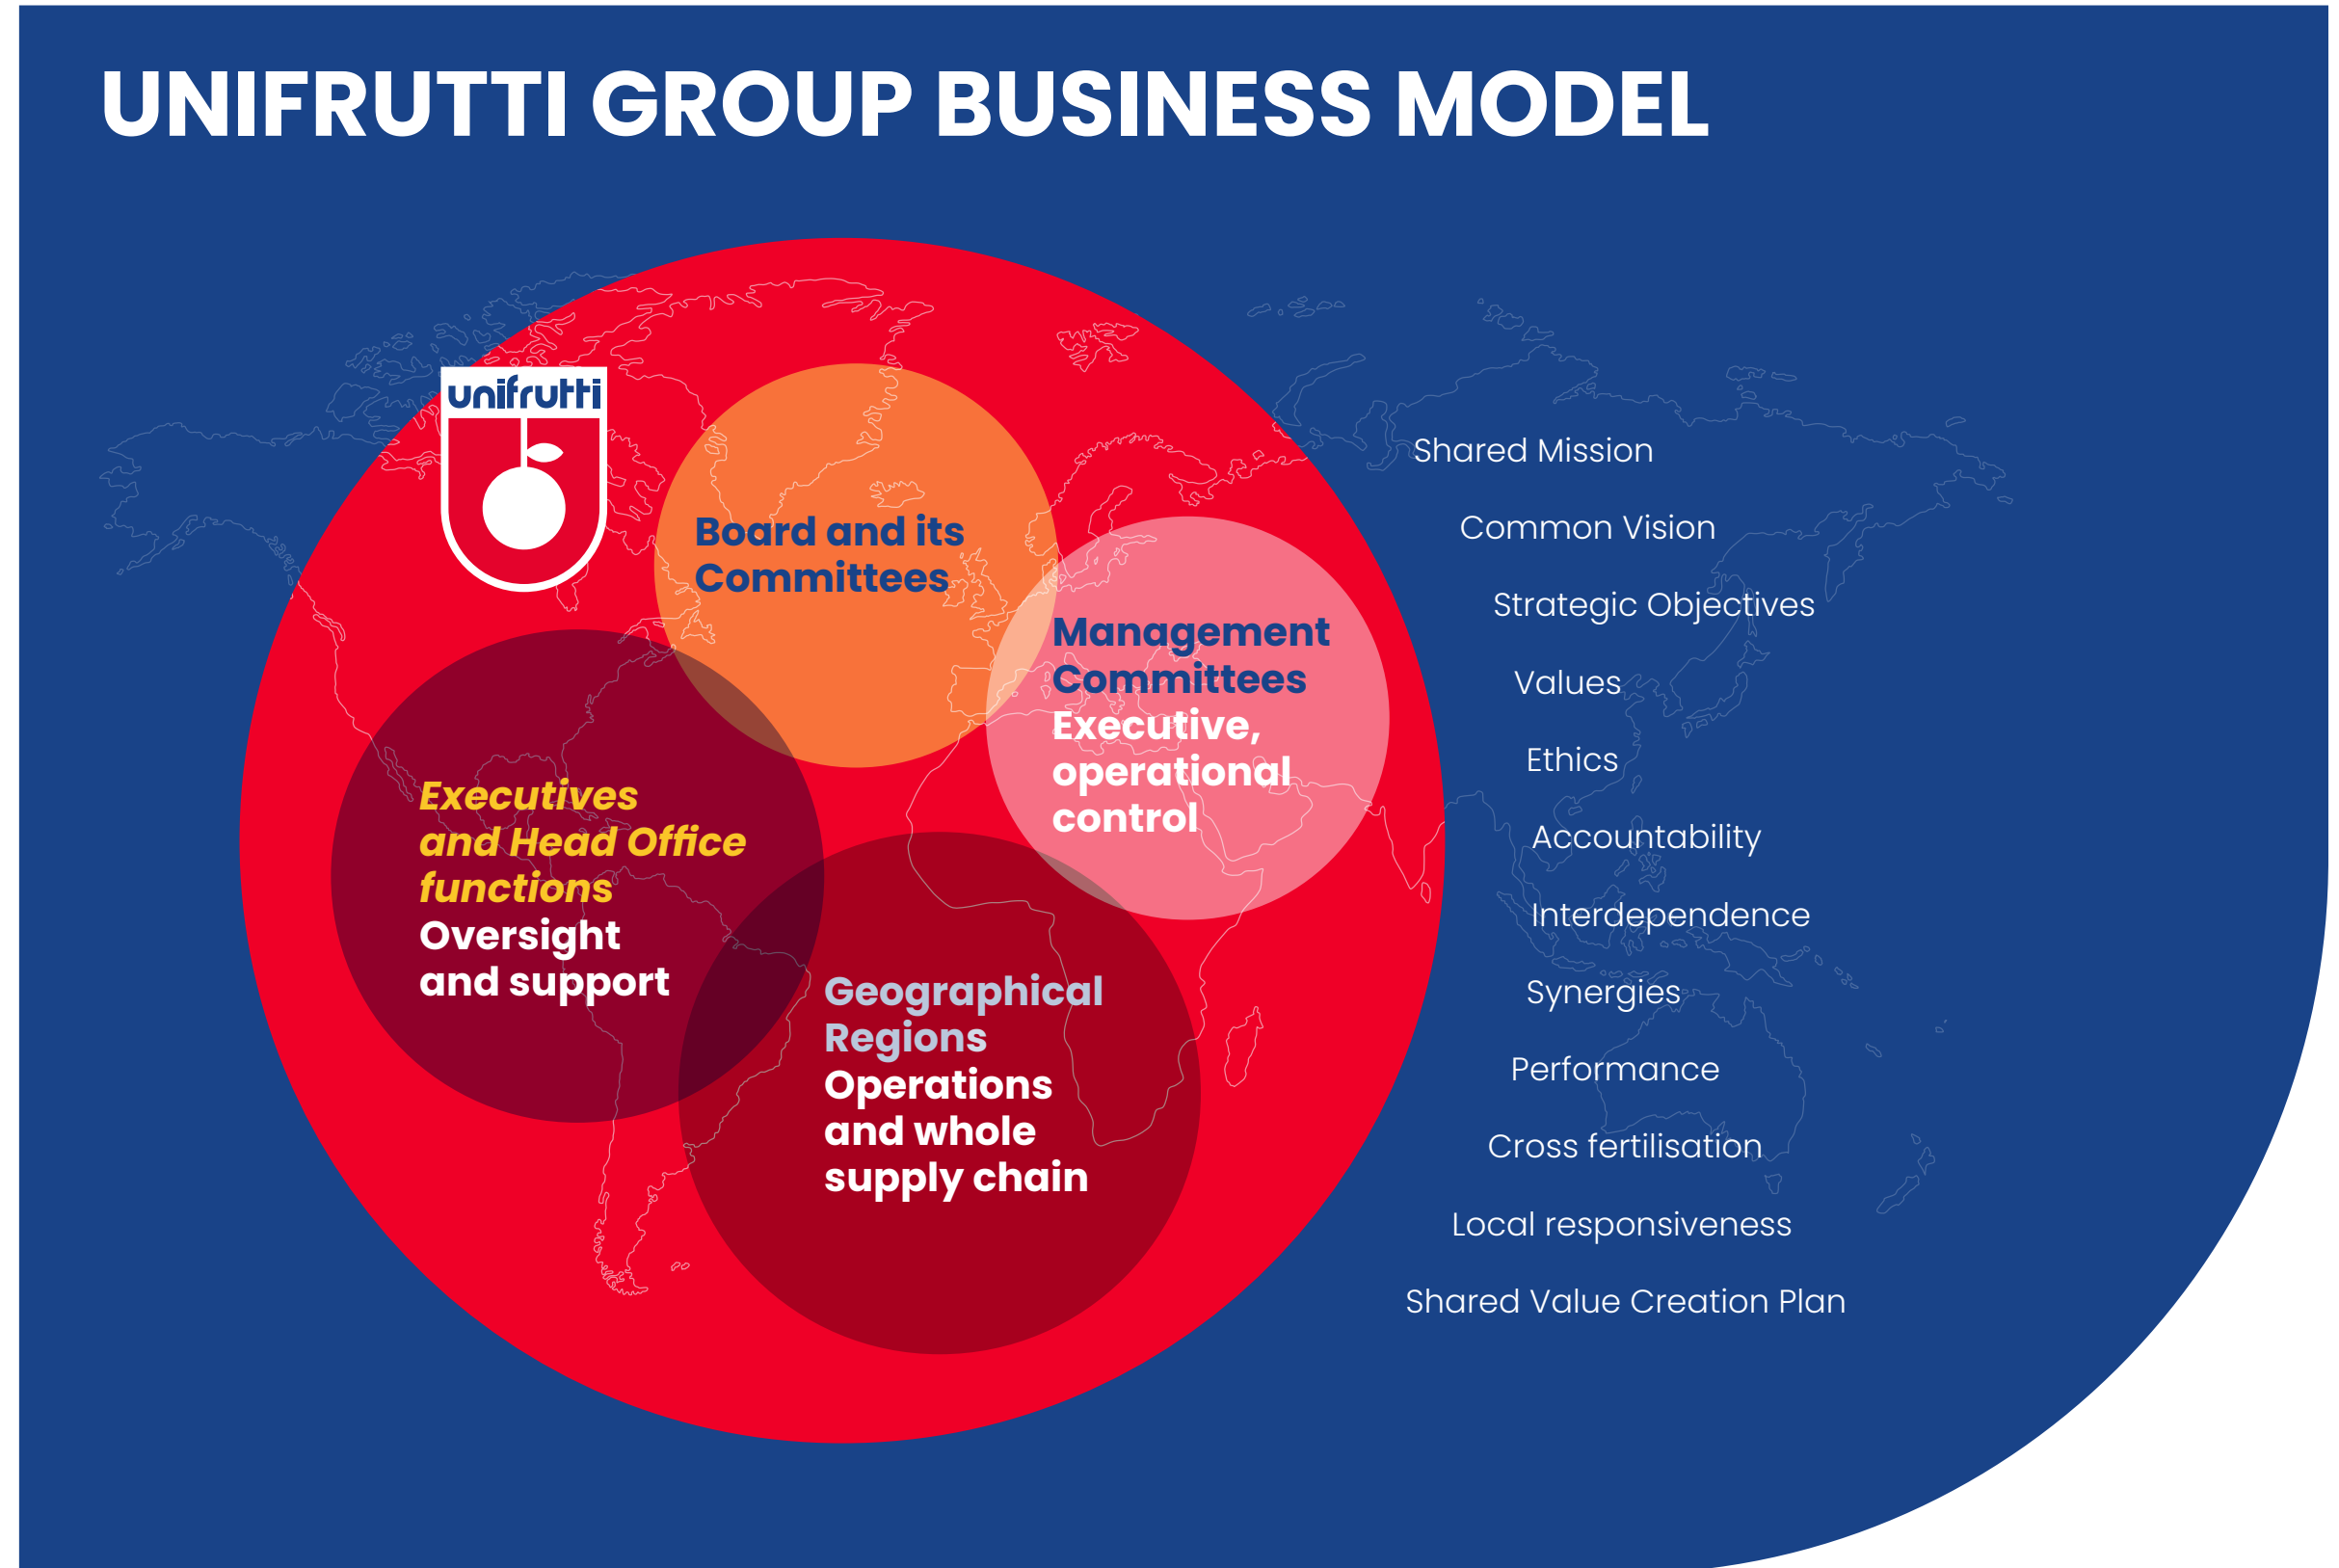 UNIFRUTTI GROUP BUSINESS MODEL
unifrutti
Board and its
Committees
Management
Committees
Executive,
operational
control
Executives
and Head Office
functions
Oversight
and support
Geographical
Regions
Operations
and whole
supply chain
Shared Mission
Common Vision
Strategic Objectives
Values
Ethics
Accountability
Interdependence
Synergies
Performance
Cross fertilisation
Local responsiveness
Shared Value Creation Plan